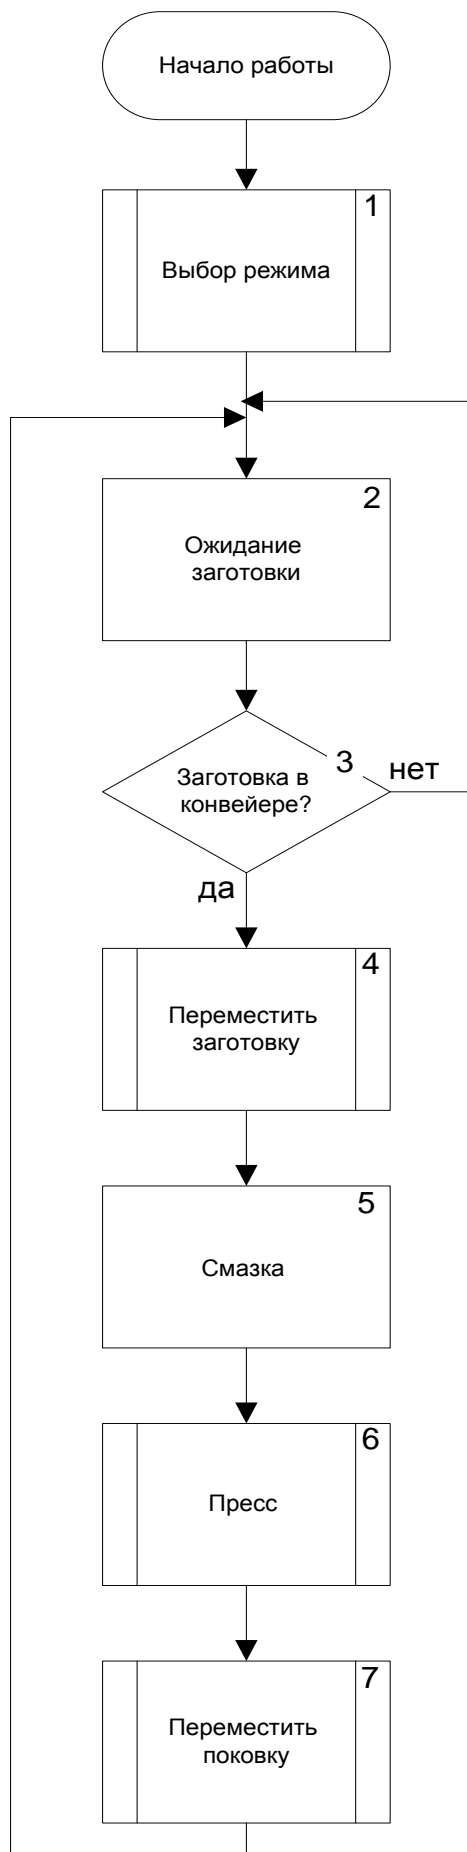 Начало работы
1
Выбор режима
2
Ожидание
заготовки
3
нет
Заготовка в
конвейере?
да
4
Переместить
заготовку
5
Смазка
6
Пресс
7
Переместить
поковку